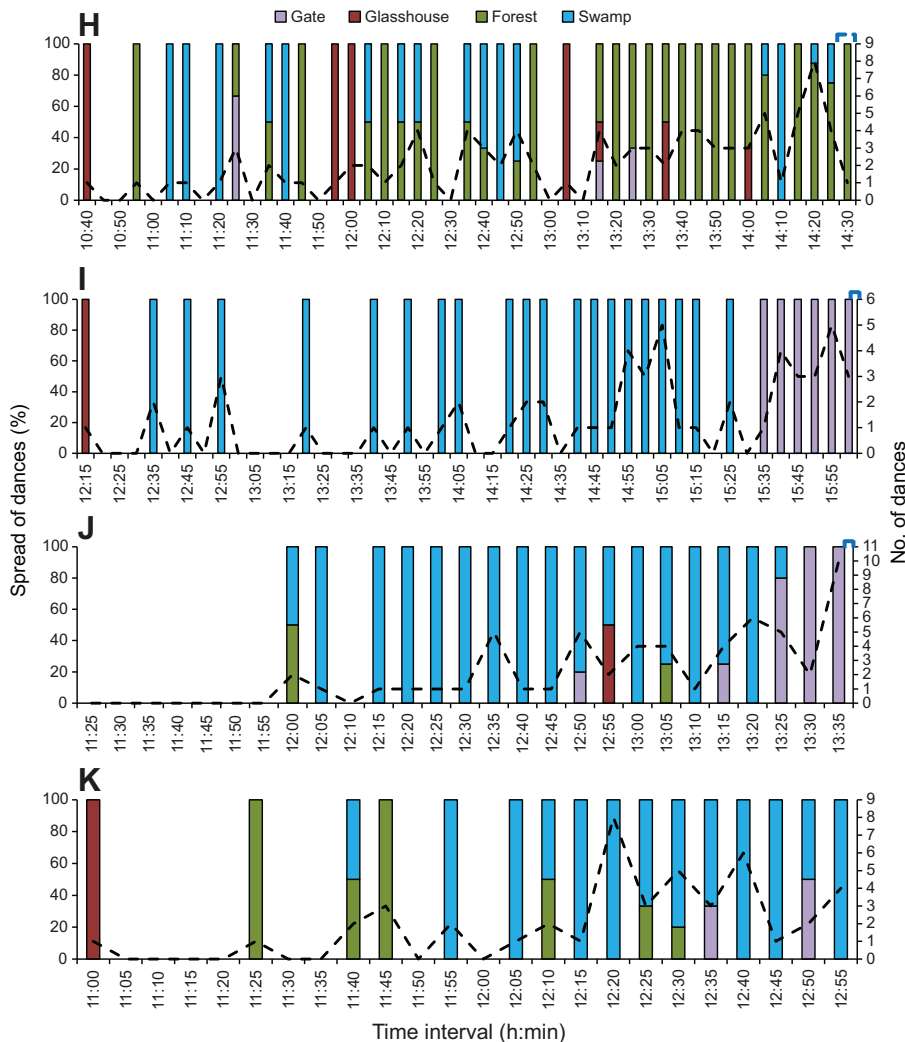 Gate Glasshouse Forest Swamp
H
100 80 60 40 20 0
9 8 7 6 5 4 3 2 1 0
10:40 10:50 11:00 11:10 11:20 11:30 11:40 11:50 12:00 12:10 12:20 12:30 12:40 12:50 13:00 13:10 13:20 13:30 13:40 13:50 14:00 14:10 14:20 14:30
I
100 80 60 40 20 0
6 5 4 3 2 1 0
12:15 12:25 12:35 12:45 12:55 13:05 13:15 13:25 13:35 13:45 13:55 14:05 14:15 14:25 14:35 14:45 14:55 15:05 15:15 15:25 15:35 15:45 15:55
Spread of dances (%)
No. of dances
J
100 80 60 40 20 0
11 10 9 8 7 6 5 4 3 2 1 0
11:25 11:30 11:35 11:40 11:45 11:50 11:55 12:00 12:05 12:10 12:15 12:20 12:25 12:30 12:35 12:40 12:45 12:50 12:55 13:00 13:05 13:10 13:15 13:20 13:25 13:30 13:35
K
100 80 60 40 20 0
9 8 7 6 5 4 3 2 1 0
11:00 11:05 11:10 11:15 11:20 11:25 11:30 11:35 11:40 11:45 11:50 11:55 12:00 12:05 12:10 12:15 12:20 12:25 12:30 12:35 12:40 12:45 12:50 12:55
Time interval (h:min)